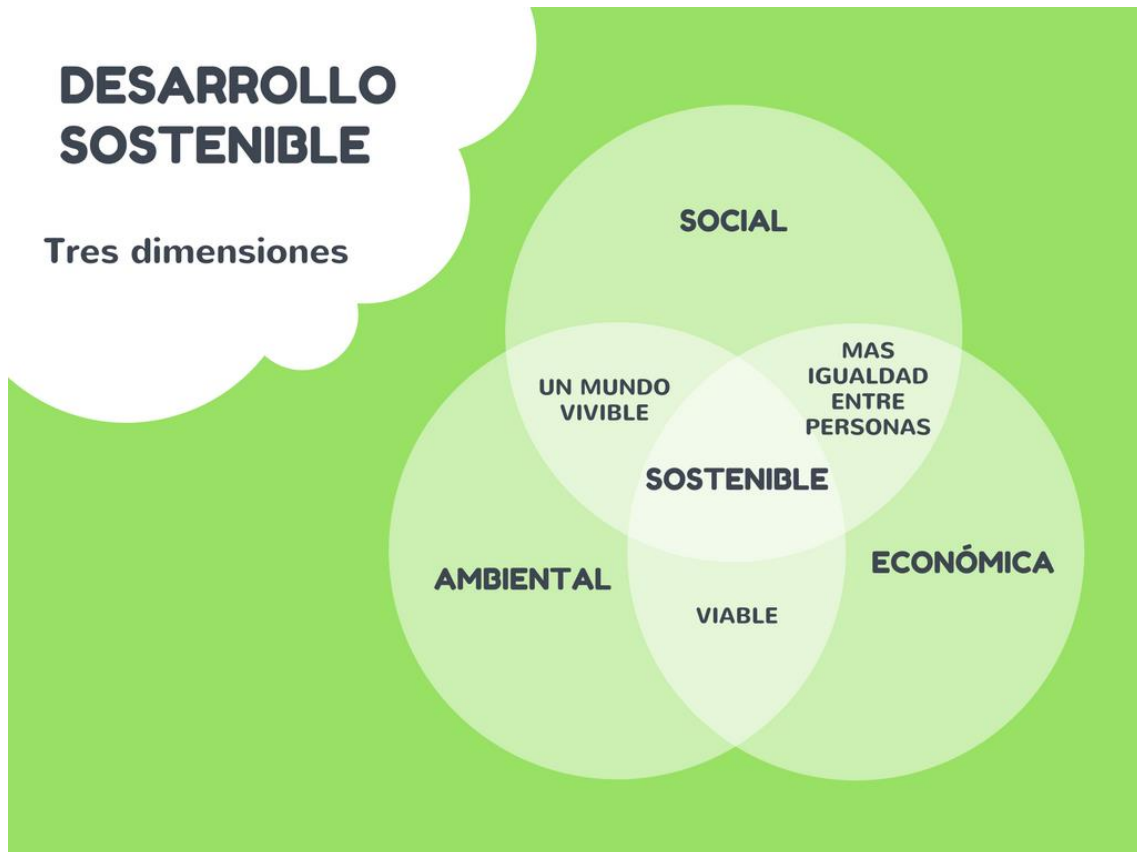 DESARROLLO
SOSTENIBLE
Tres dimensiones
SOCIAL
UN MUNDO
VIVIBLE
MAS
IGUALDAD
ENTRE
PERSONAS
SOSTENIBLE
AMBIENTAL
ECONÓMICA
VIABLE